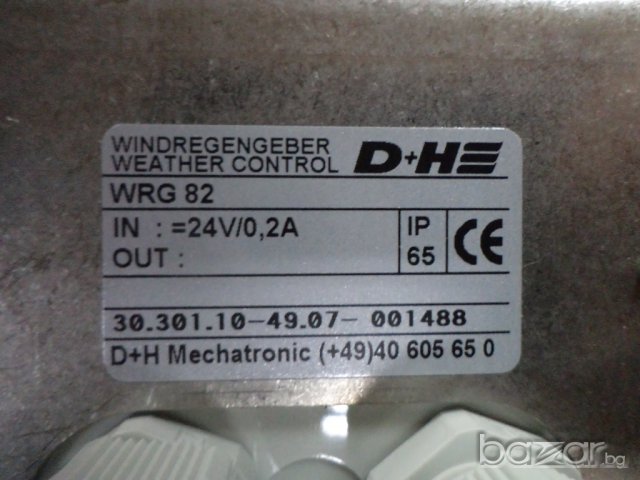 WINDREGENGEBER
WEATHER CONTROL
D+H
WRG 82
IN : =24V/0,2A
OUT :
IP
65
CE
30.301.10-49.07- 001488
D+H Mechatronic (+49)40 605 65 0
bazar.bg